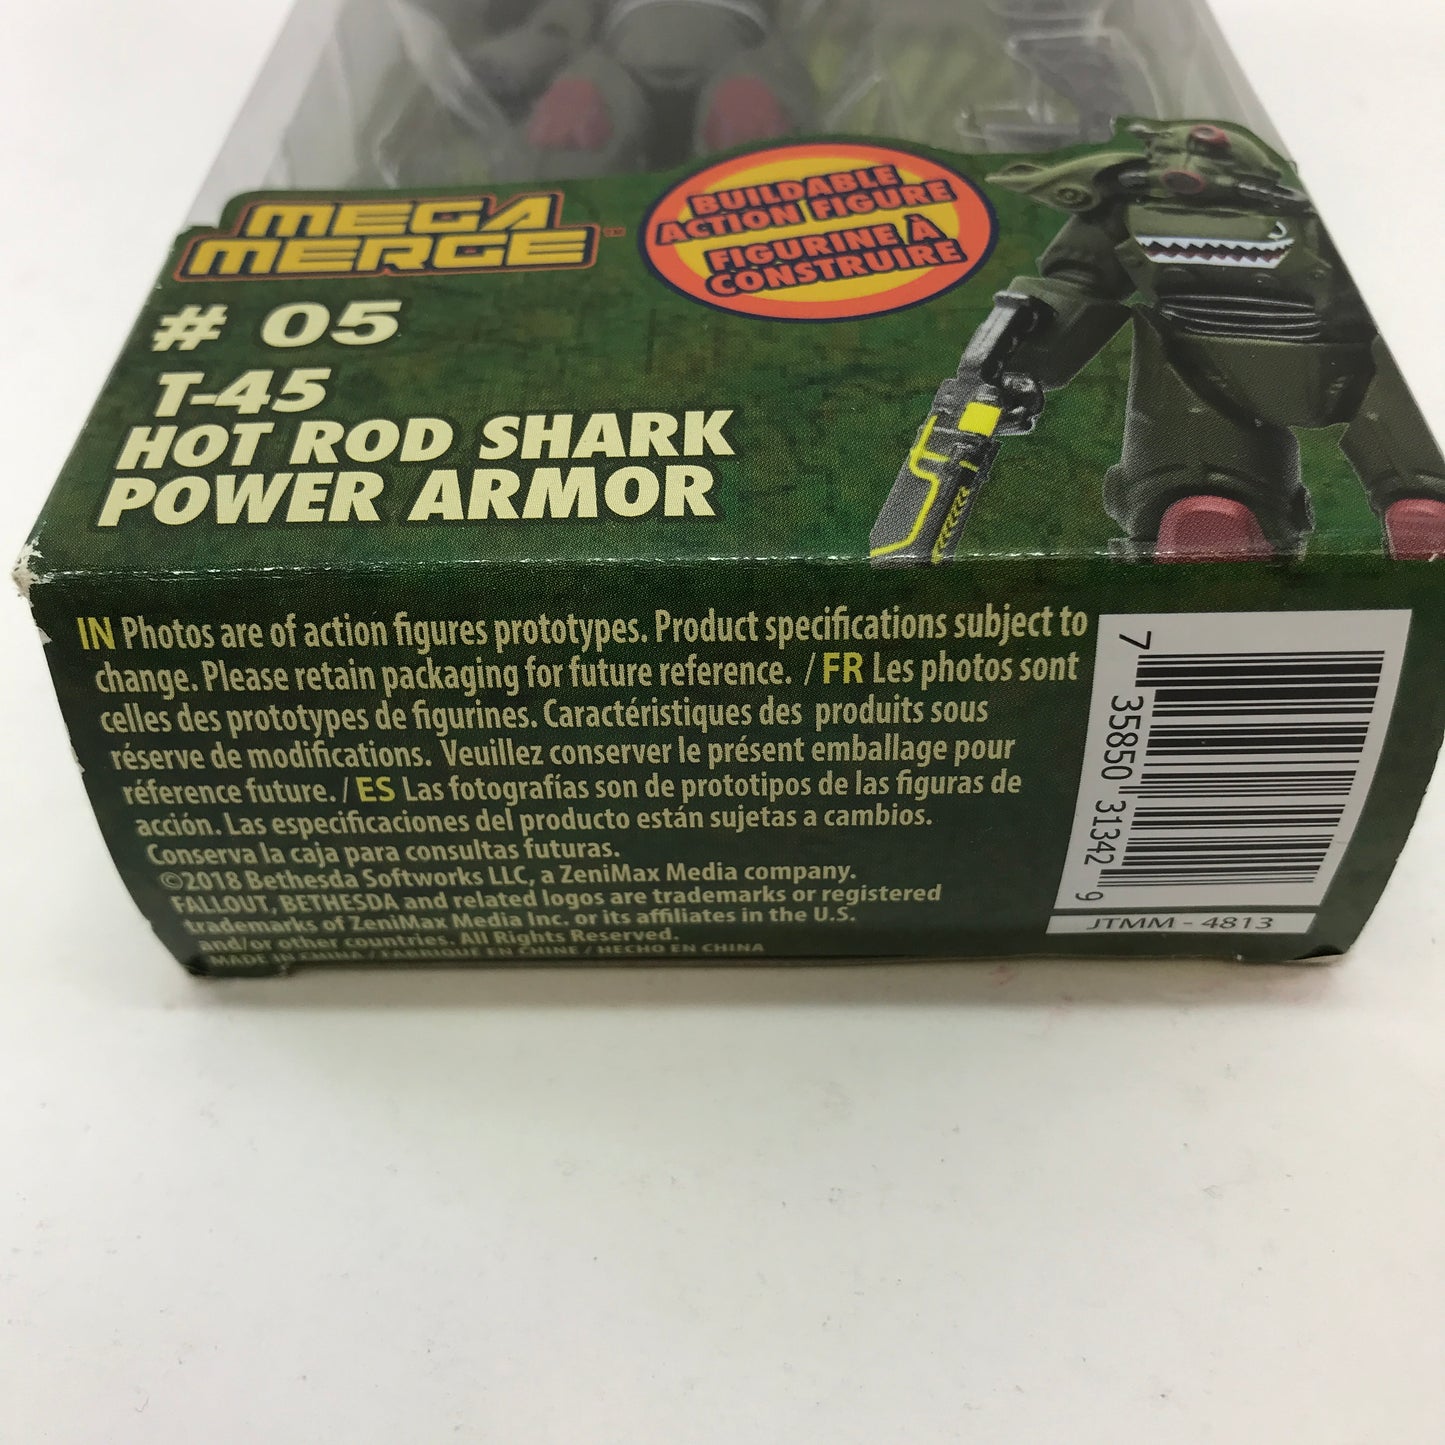 MEGA
MERGE™
BUILDABLE
ACTION FIGURE
FIGURINE À
CONSTRUIRE
# 05
T-45
HOT ROD SHARK
POWER ARMOR
IN Photos are of action figures prototypes. Product specifications subject to
change. Please retain packaging for future reference. / FR Les photos sont
celles des prototypes de figurines. Caractéristiques des produits sous
réserve de modifications. Veuillez conserver le présent emballage pour
référence future. / ES Las fotografías son de prototipos de las figuras de
acción. Las especificaciones del producto están sujetas a cambios.
Conserva la caja para consultas futuras.
©2018 Bethesda Softworks LLC, a ZeniMax Media company.
FALLOUT, BETHESDA and related logos are trademarks or registered
trademarks of ZeniMax Media Inc. or its affiliates in the U.S.
and/or other countries. All Rights Reserved.
MADE IN CHINA / FABRIQUÉ EN CHINE / HECHO EN CHINA
7 35850 31342 9
JTMM - 4813